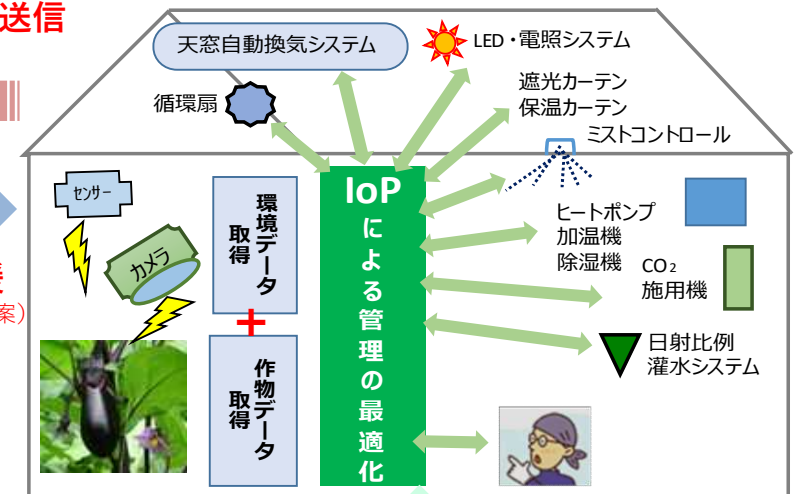 送信
天窓自動換気システム
LED・電照システム
循環扇
遮光カーテン
保温カーテン
ミストコントロール
センサー
カメラ
環境データ
取得
+
作物データ
取得
IoP
による管理の最適化
ヒートポンプ
加温機
除湿機
CO₂
施用機
日射比例
灌水システム
案）